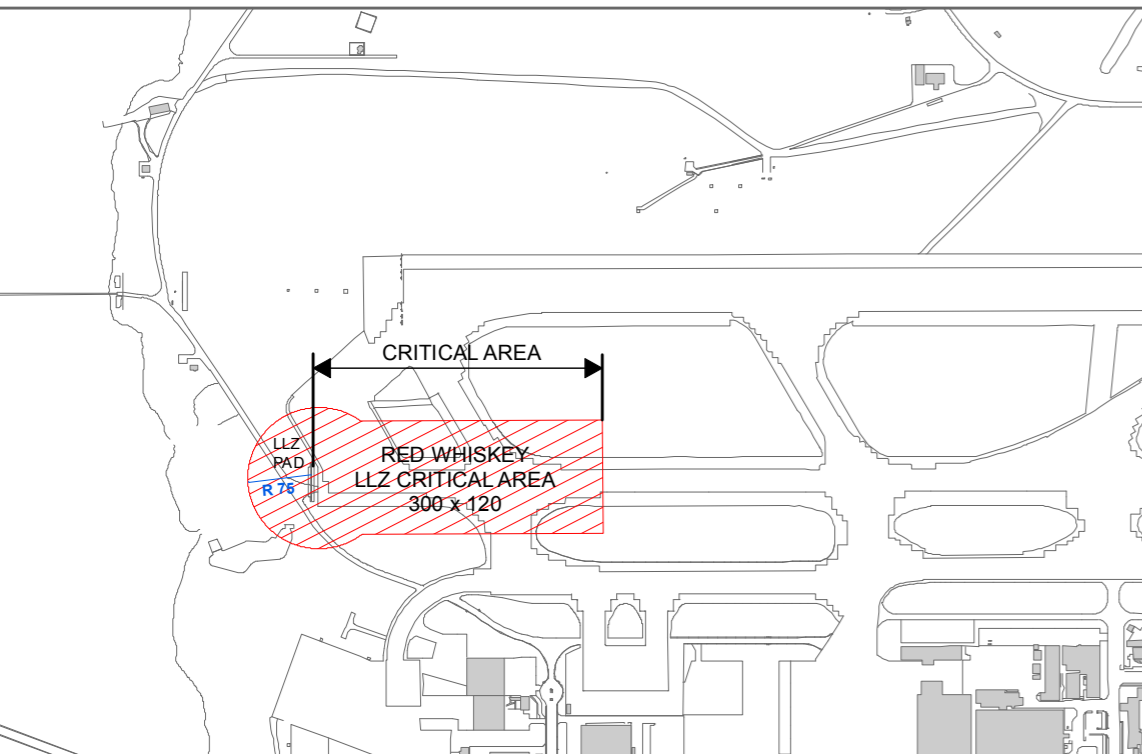 CRITICAL AREA
LLZ
PAD
R 75
RED WHISKEY
LLZ CRITICAL AREA
300 x 120